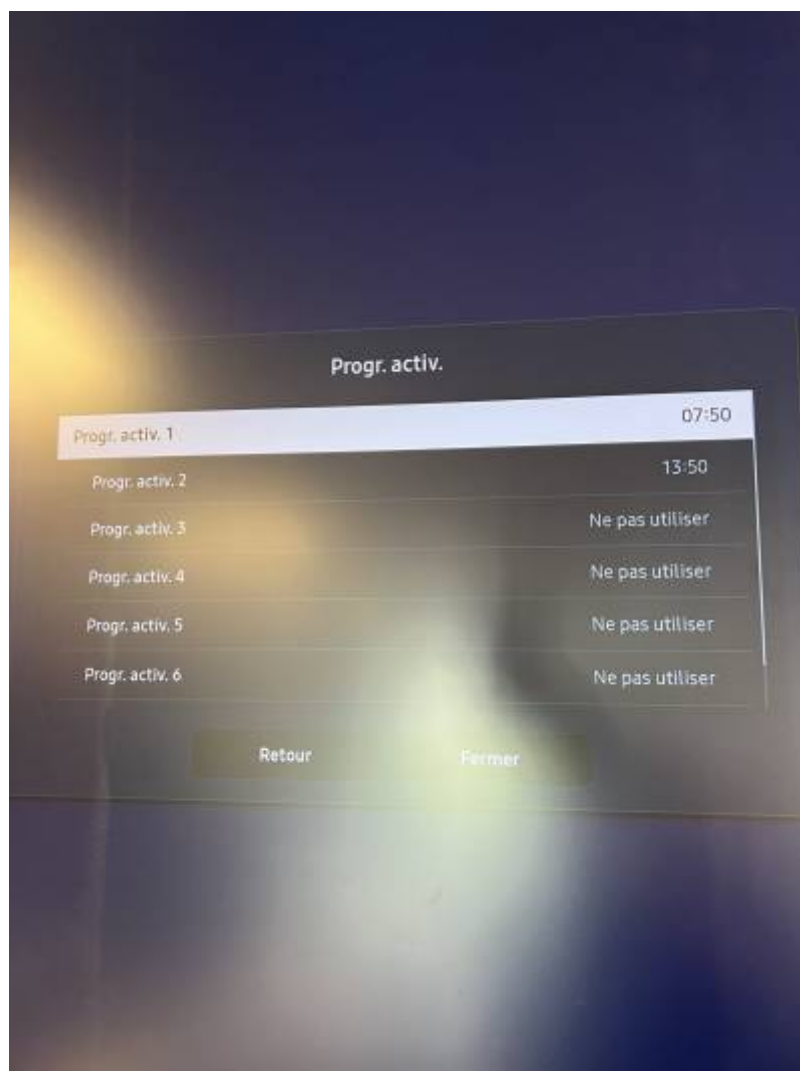 Progr. activ.
Progr. activ. 1 07:50
Progr. activ. 2 13:50
Progr. activ. 3 Ne pas utiliser
Progr. activ. 4 Ne pas utiliser
Progr. activ. 5 Ne pas utiliser
Progr. activ. 6 Ne pas utiliser
Retour Fermer